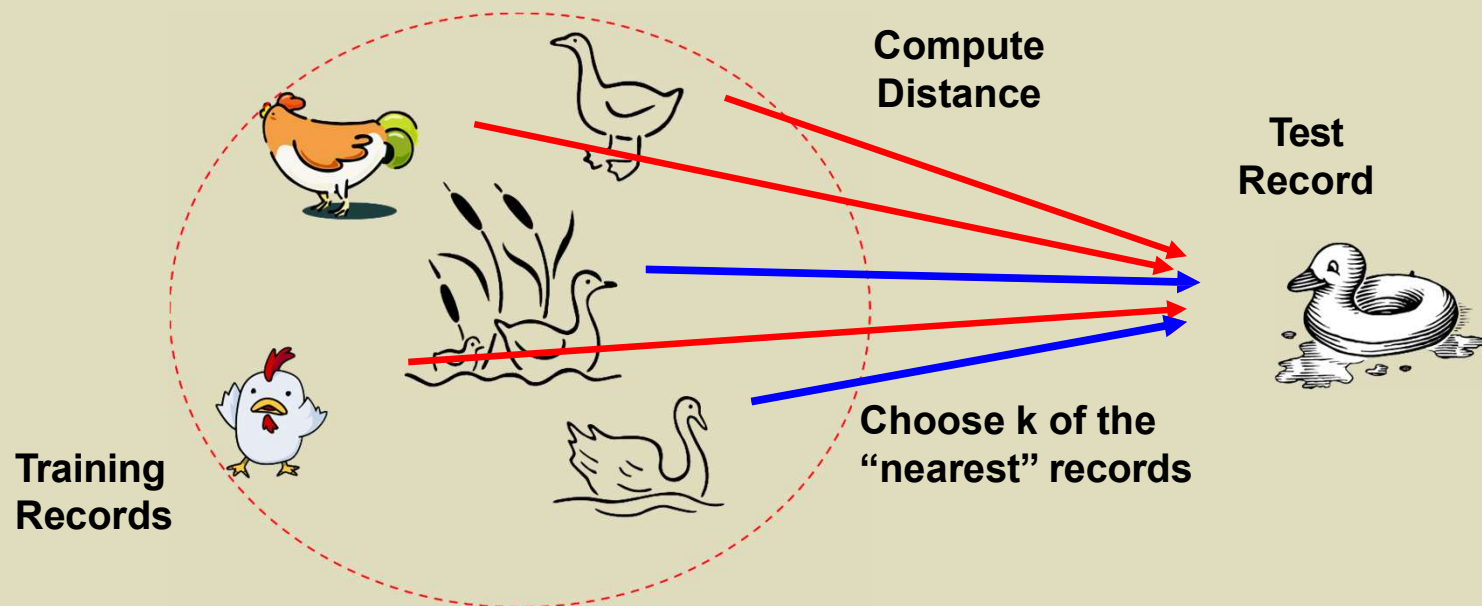 Compute
Distance
Test
Record
Training
Records
Choose k of the
“nearest” records